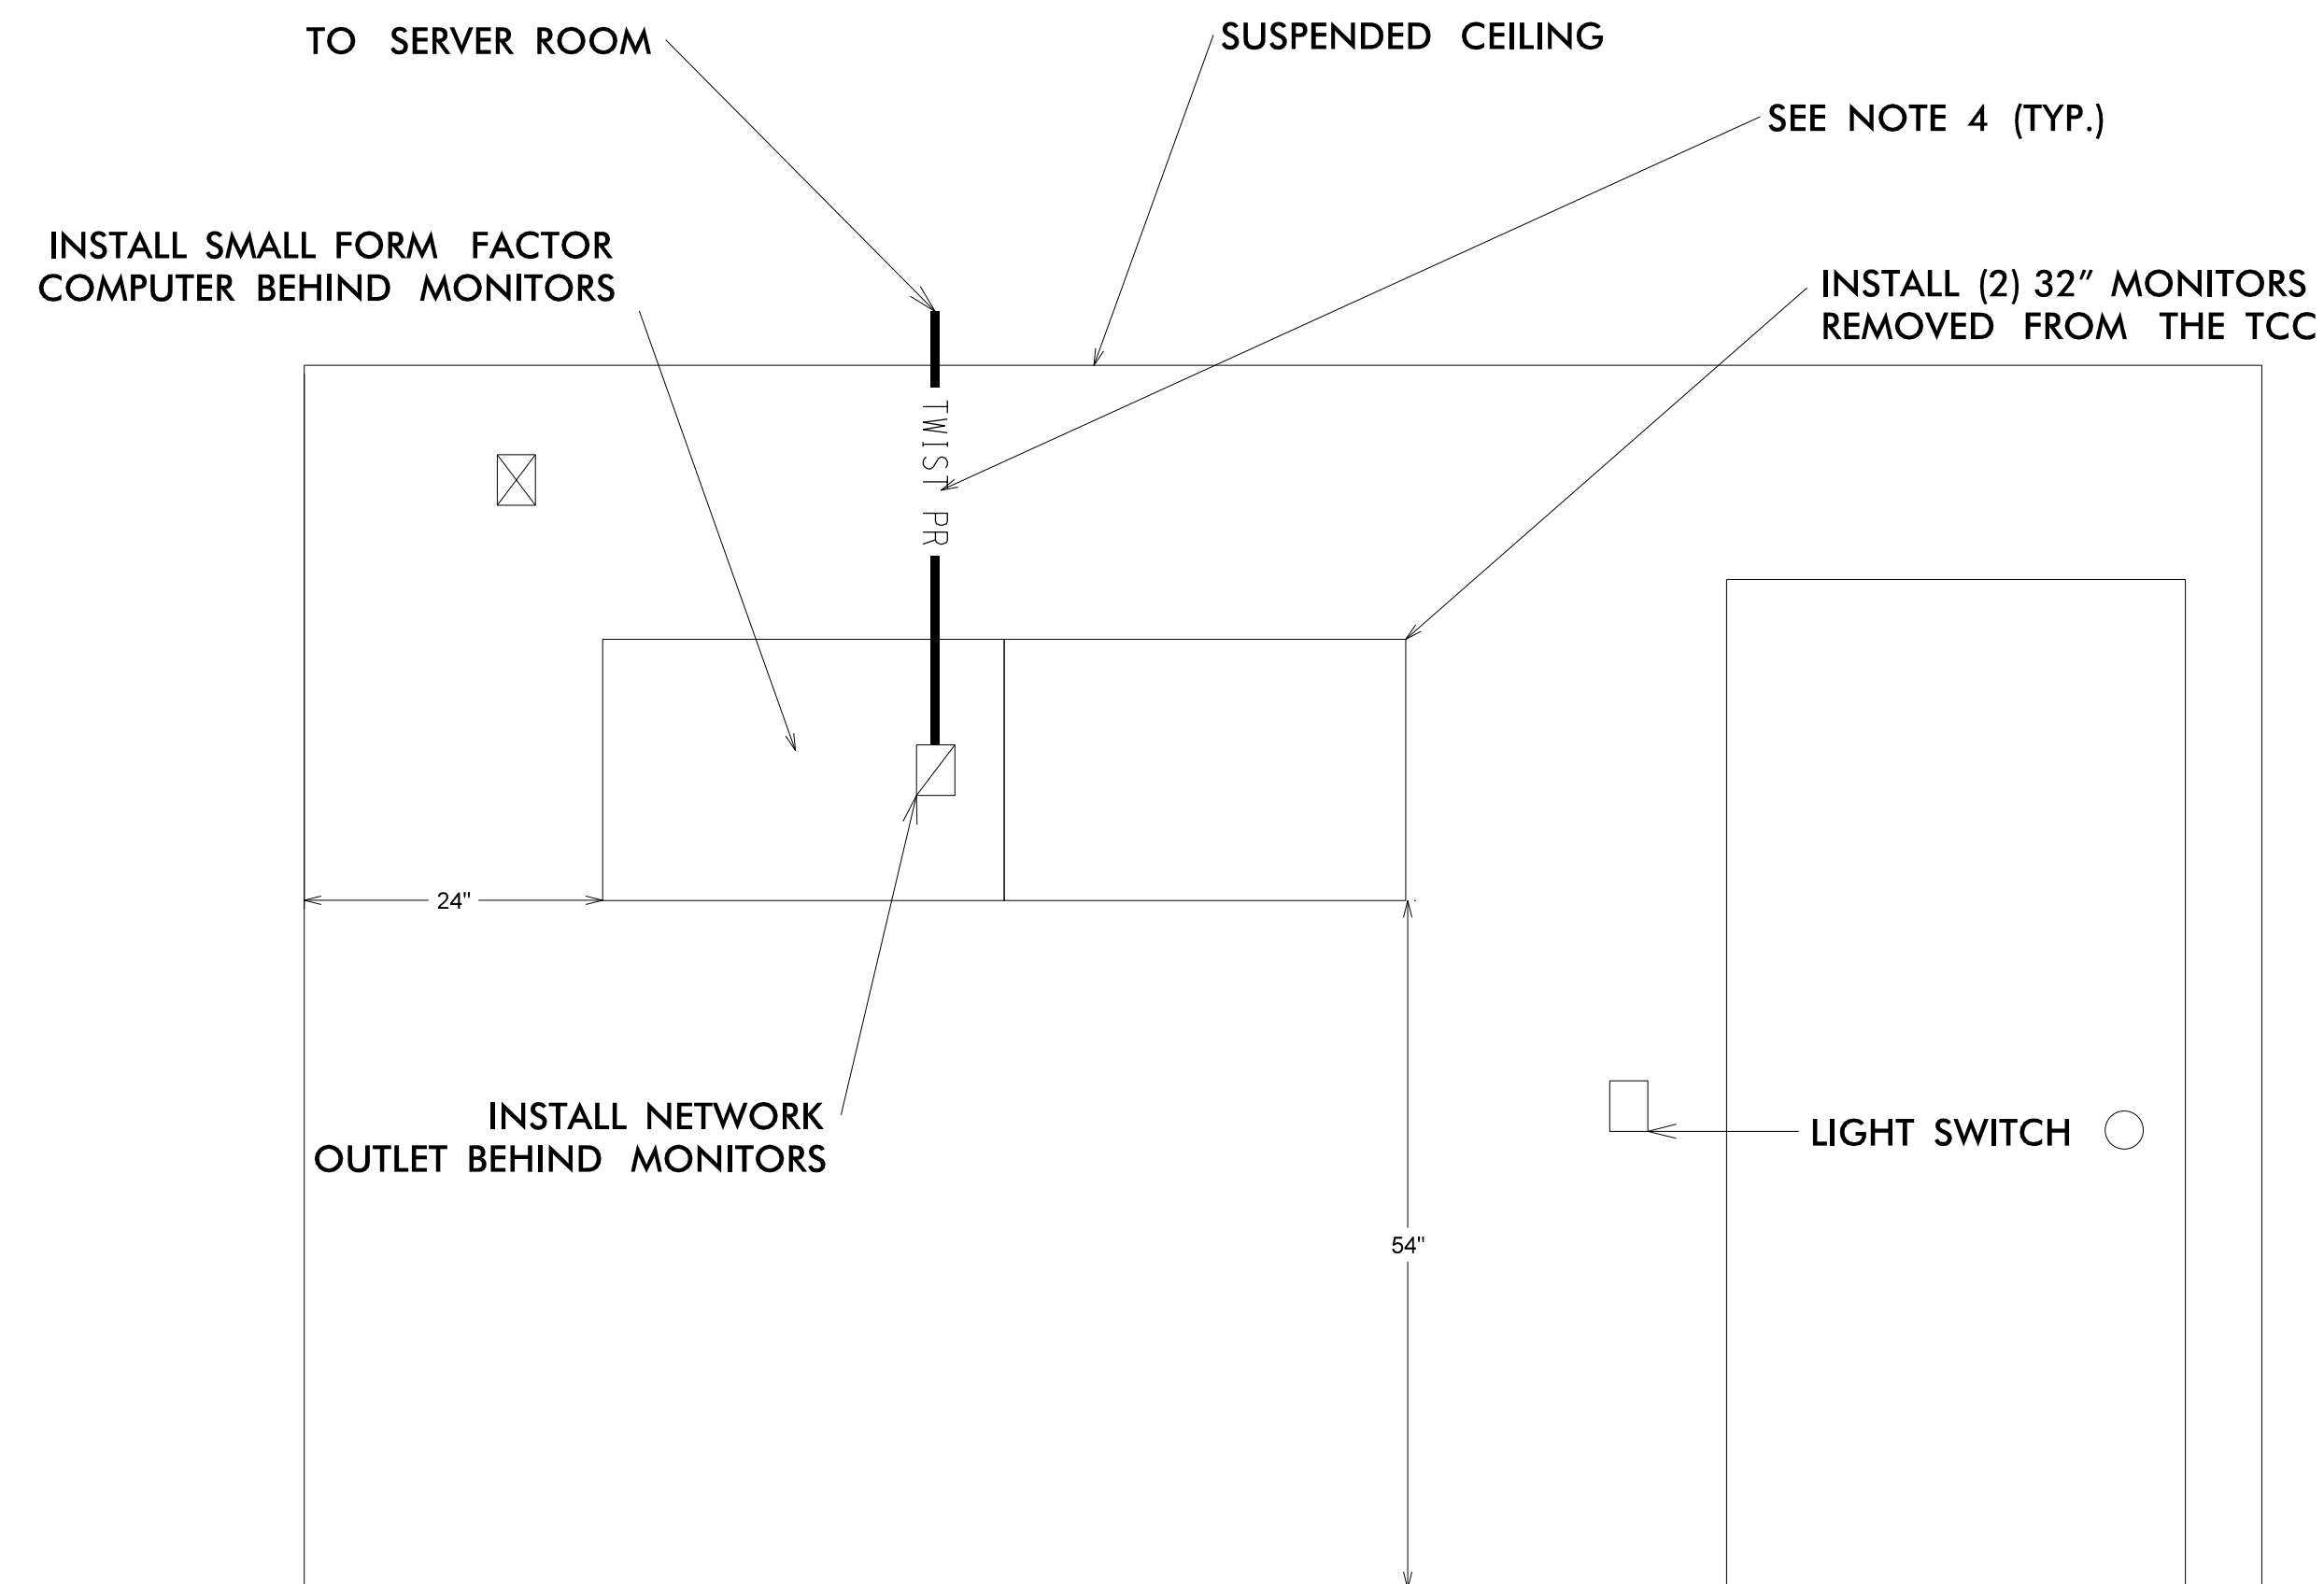 TO SERVER ROOM
SUSPENDED CEILING
SEE NOTE 4 (TYP.)
INSTALL SMALL FORM FACTOR
COMPUTER BEHIND MONITORS
INSTALL (2) 32" MONITORS
REMOVED FROM THE TCC
TWIST PR
24"
INSTALL NETWORK
OUTLET BEHIND MONITORS
LIGHT SWITCH
54"